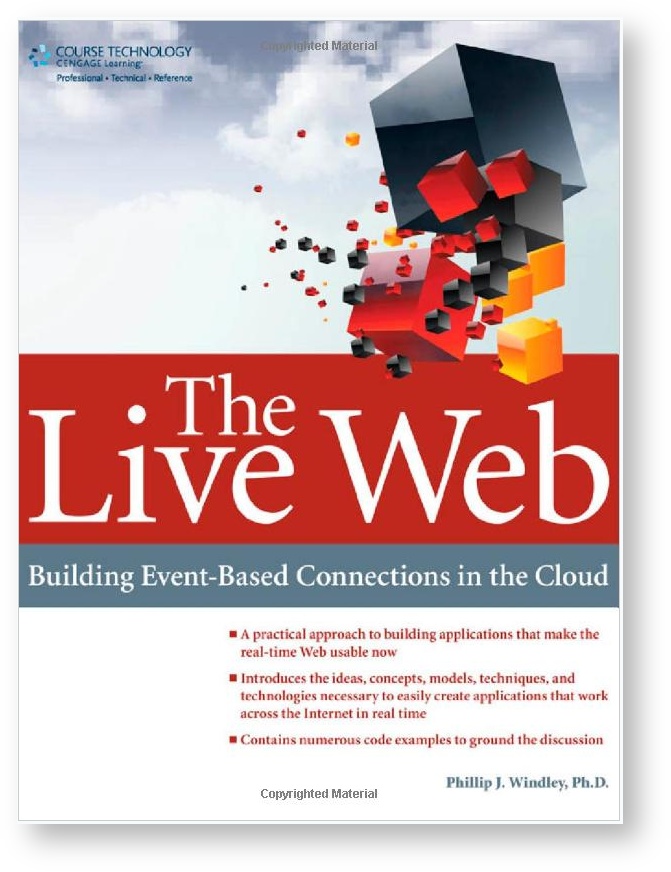 Copyrighted Material
COURSE TECHNOLOGY
CENGAGE Learning·
Professional • Technical • Reference
The
Live Web
Building Event-Based Connections in the Cloud
■ A practical approach to building applications that make the
real-time Web usable now
■ Introduces the ideas, concepts, models, techniques, and
technologies necessary to easily create applications that work
across the Internet in real time
■ Contains numerous code examples to ground the discussion
Phillip J. Windley, Ph.D.
Copyrighted Material